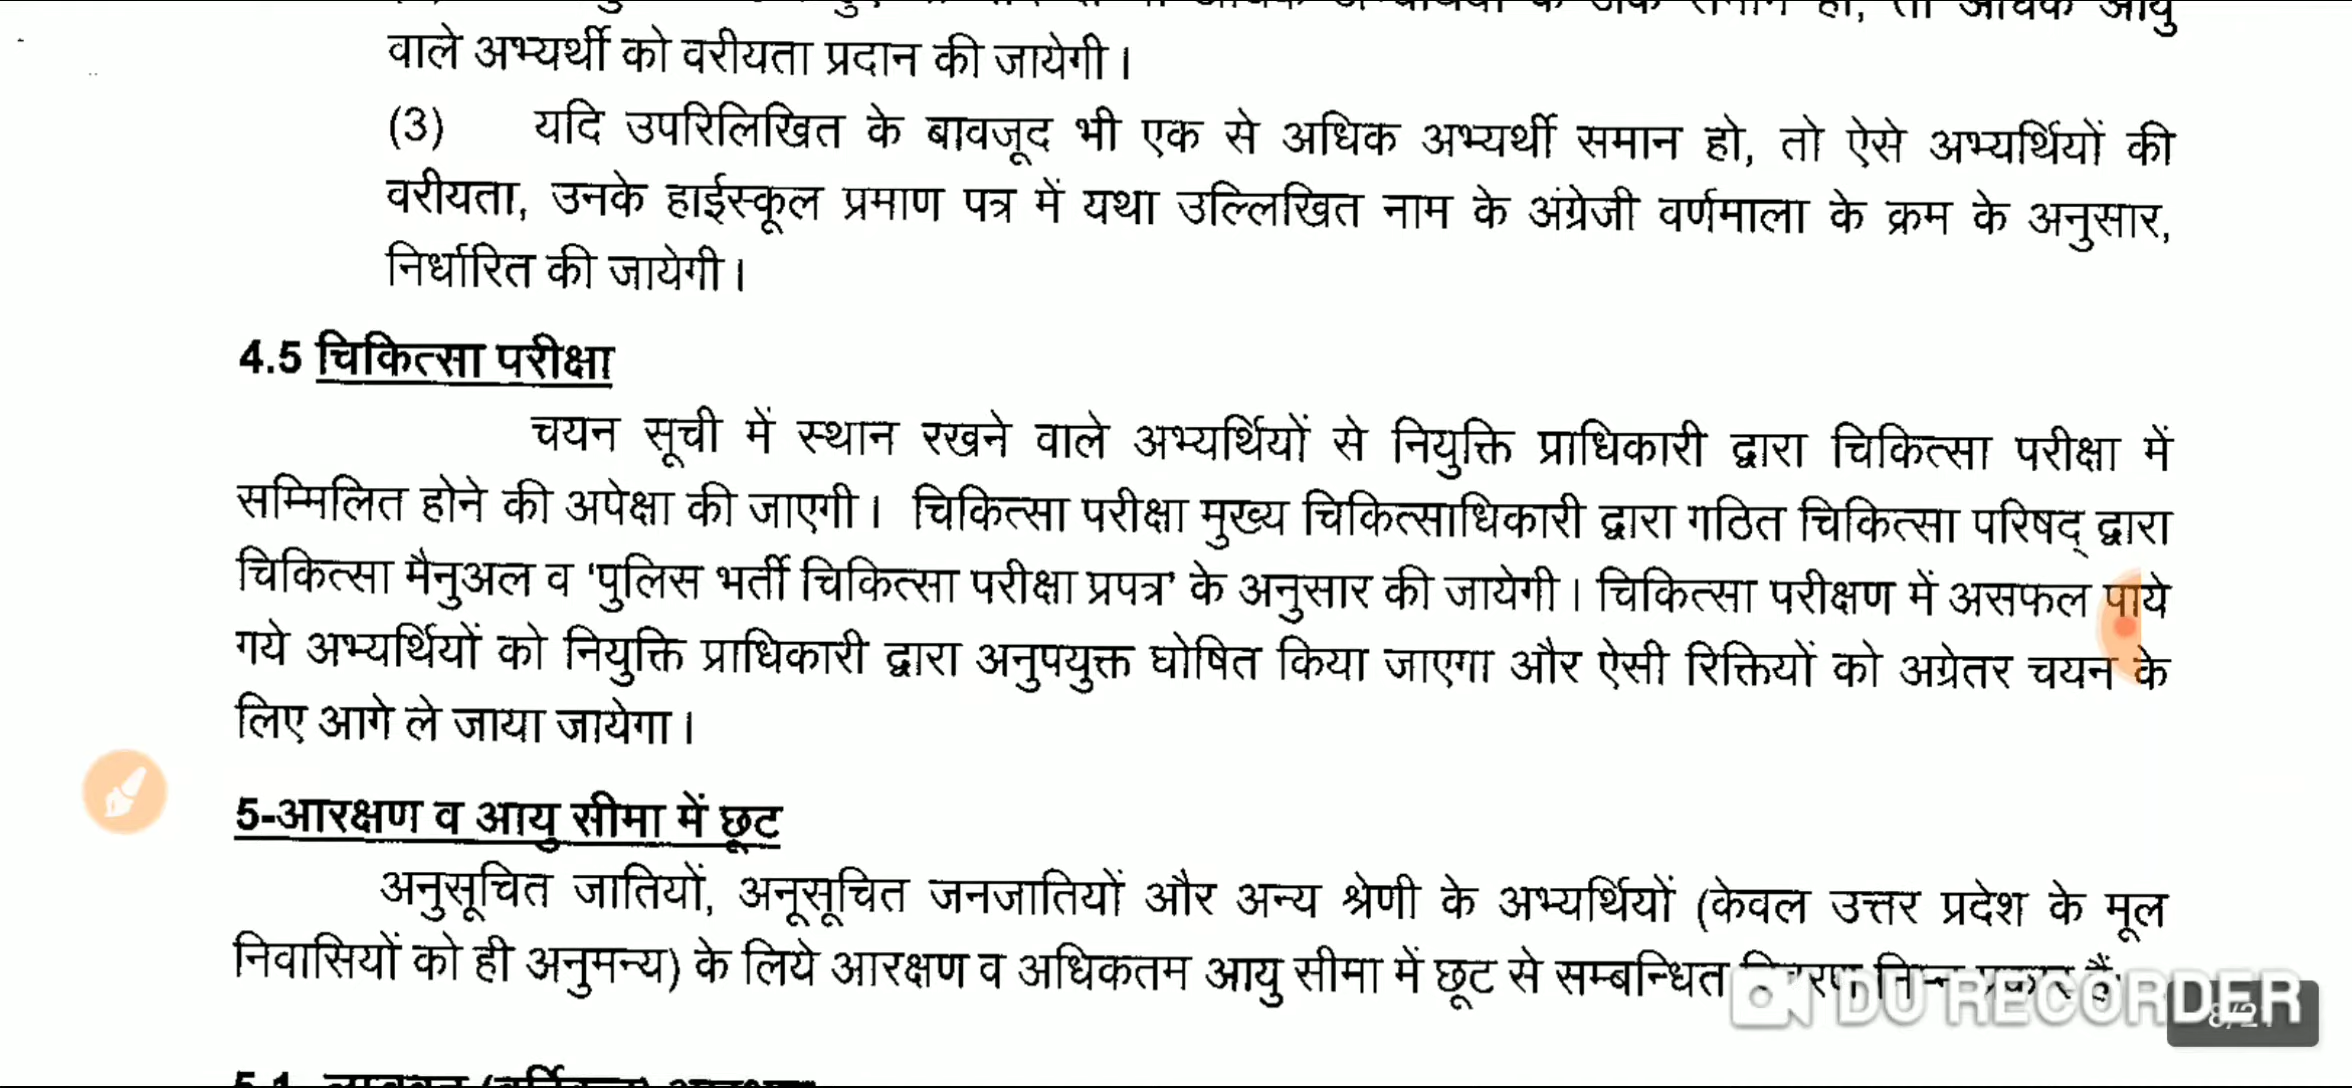 वाले अभ्यर्थी को वरीयता प्रदान की जायेगी।
(3) यदि उपरिलिखित के बावजूद भी एक से अधिक अभ्यर्थी समान हो, तो ऐसे अभ्यर्थियों की
वरीयता, उनके हाईस्कूल प्रमाण पत्र में यथा उल्लिखित नाम के अंग्रेजी वर्णमाला के क्रम के अनुसार,
निर्धारित की जायेगी।
4.5 चिकित्सा परीक्षा
चयन सूची में स्थान रखने वाले अभ्यर्थियों से नियुक्ति प्राधिकारी द्वारा चिकित्सा परीक्षा में
सम्मिलित होने की अपेक्षा की जाएगी। चिकित्सा परीक्षा मुख्य चिकित्साधिकारी द्वारा गठित चिकित्सा परिषद् द्वारा
चिकित्सा मैनुअल व 'पुलिस भर्ती चिकित्सा परीक्षा प्रपत्र' के अनुसार की जायेगी। चिकित्सा परीक्षण में असफल पाये
गये अभ्यर्थियों को नियुक्ति प्राधिकारी द्वारा अनुपयुक्त घोषित किया जाएगा और ऐसी रिक्तियों को अग्रेतर चयन के
लिए आगे ले जाया जायेगा।
5-आरक्षण व आयु सीमा में छूट
अनुसूचित जातियों, अनूसूचित जनजातियों और अन्य श्रेणी के अभ्यर्थियों (केवल उत्तर प्रदेश के मूल
निवासियों को ही अनुमन्य) के लिये आरक्षण व अधिकतम आयु सीमा में छूट से सम्बन्धित
DU RECORDER
8/21